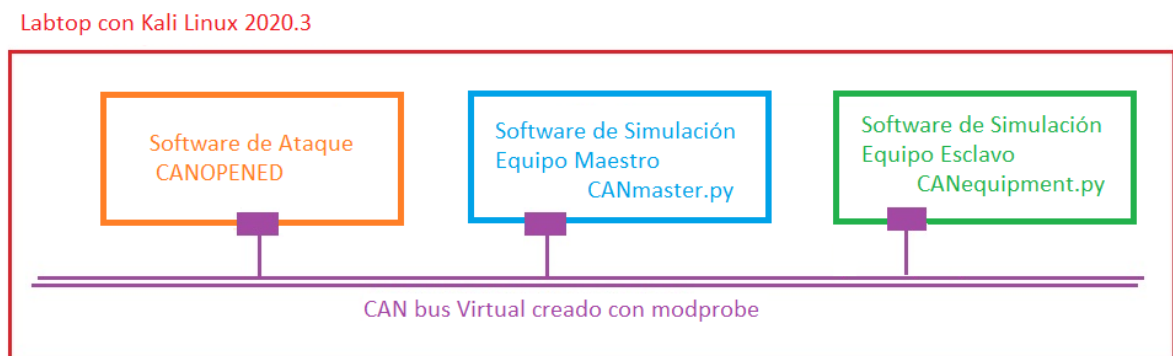 Labtop con Kali Linux 2020.3
Software de Ataque
CANOPENED
Software de Simulación
Equipo Maestro
CANmaster.py
Software de Simulación
Equipo Esclavo
CANequipment.py
CAN bus Virtual creado con modprobe